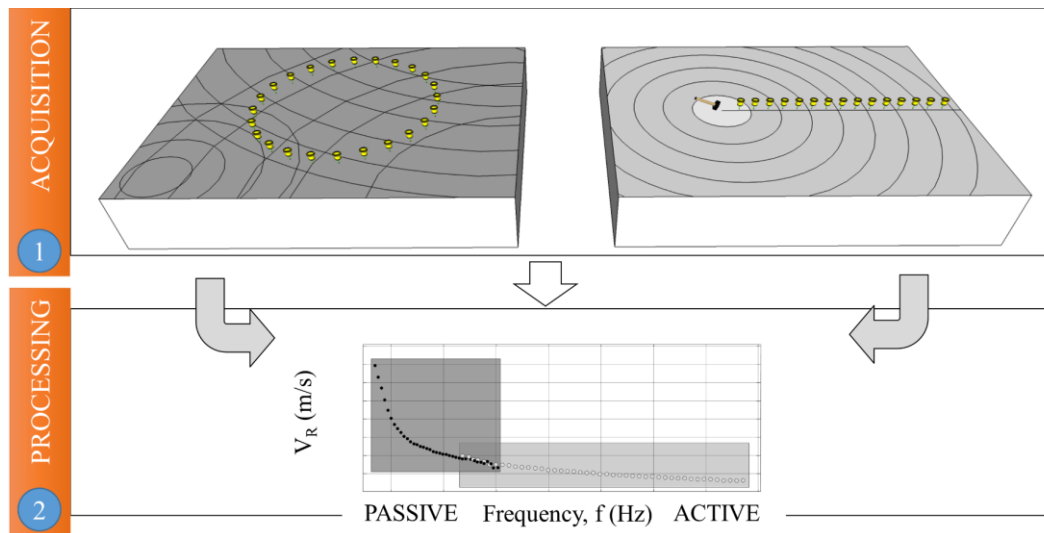 ACQUISITION
1
PROCESSING
2
V_R (m/s)
PASSIVE Frequency, f (Hz) ACTIVE